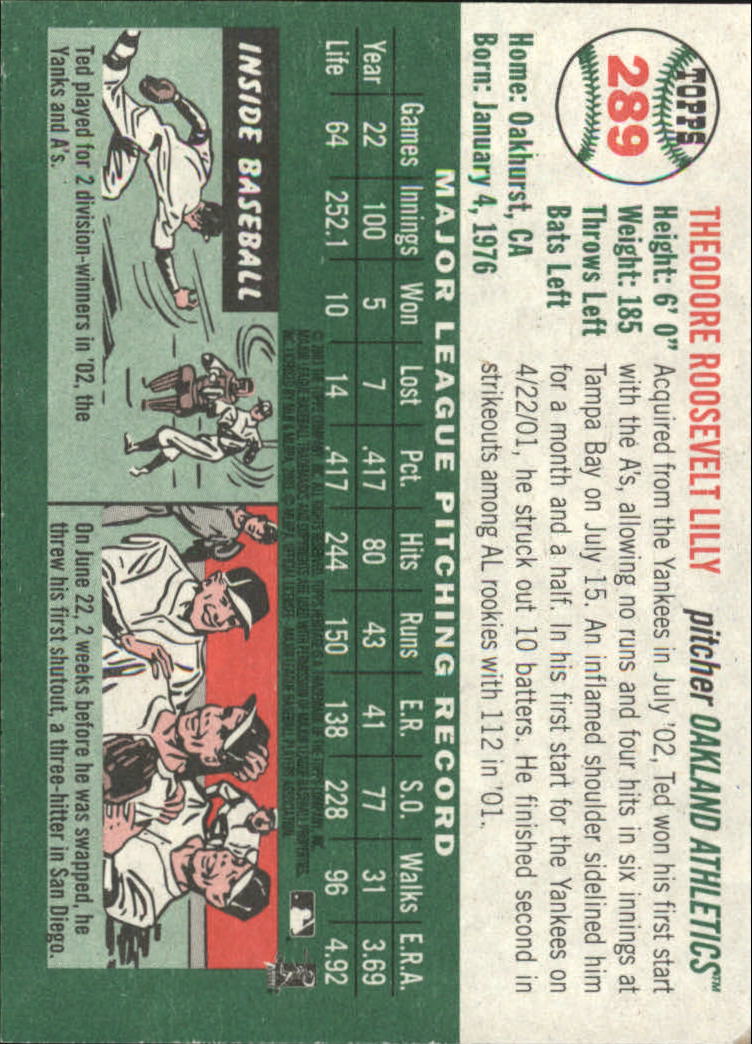 TOPPS
289
THEODORE ROOSEVELT LILLY pitcher OAKLAND ATHLETICS™
Height: 6' 0"
Weight: 185
Throws Left
Bats Left
Home: Oakhurst, CA
Born: January 4, 1976
Acquired from the Yankees in July '02, Ted won his first start
with the A's, allowing no runs and four hits in six innings at
Tampa Bay on July 15. An inflamed shoulder sidelined him
for a month and a half. In his first start for the Yankees on
4/22/01, he struck out 10 batters. He finished second in
strikeouts among AL rookies with 112 in '01.
MAJOR LEAGUE PITCHING RECORD
Games Innings Won Lost Pct. Hits Runs E.R. S.O. Walks E.R.A.
Year 22 100 5 7 .417 80 43 41 77 31 3.69
Life 64 252.1 10 14 .417 244 150 138 228 96 4.92
INSIDE BASEBALL
Ted played for 2 division-winners in '02, the
Yanks and A's.
On June 22, 2 weeks before he was swapped, he
threw his first shutout, a three-hitter in San Diego.